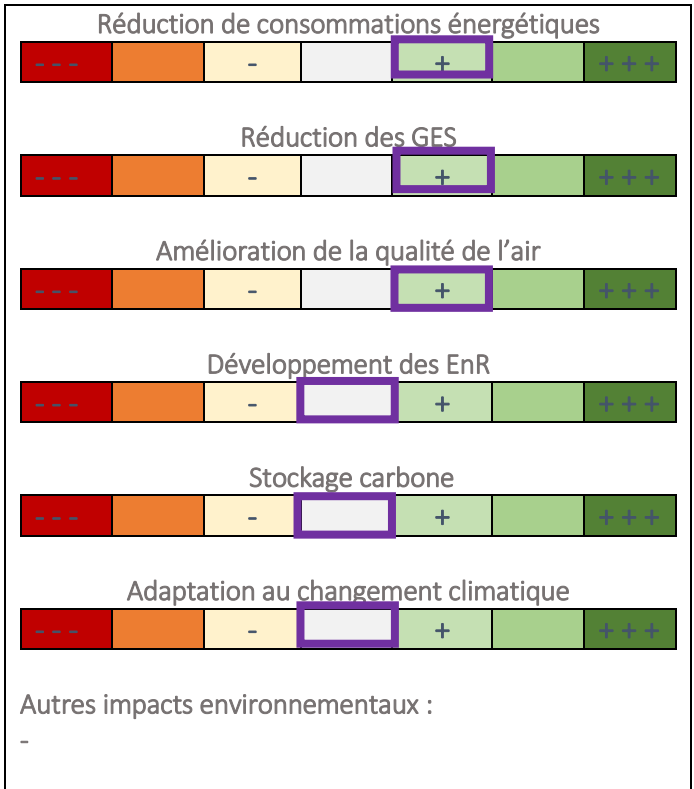 Réduction de consommations énergétiques
- - - - + + + +
Réduction des GES
- - - - + + + +
Amélioration de la qualité de l’air
- - - - + + + +
Développement des EnR
- - - - + + + +
Stockage carbone
- - - - + + + +
Adaptation au changement climatique
- - - - + + + +
Autres impacts environnementaux :
-